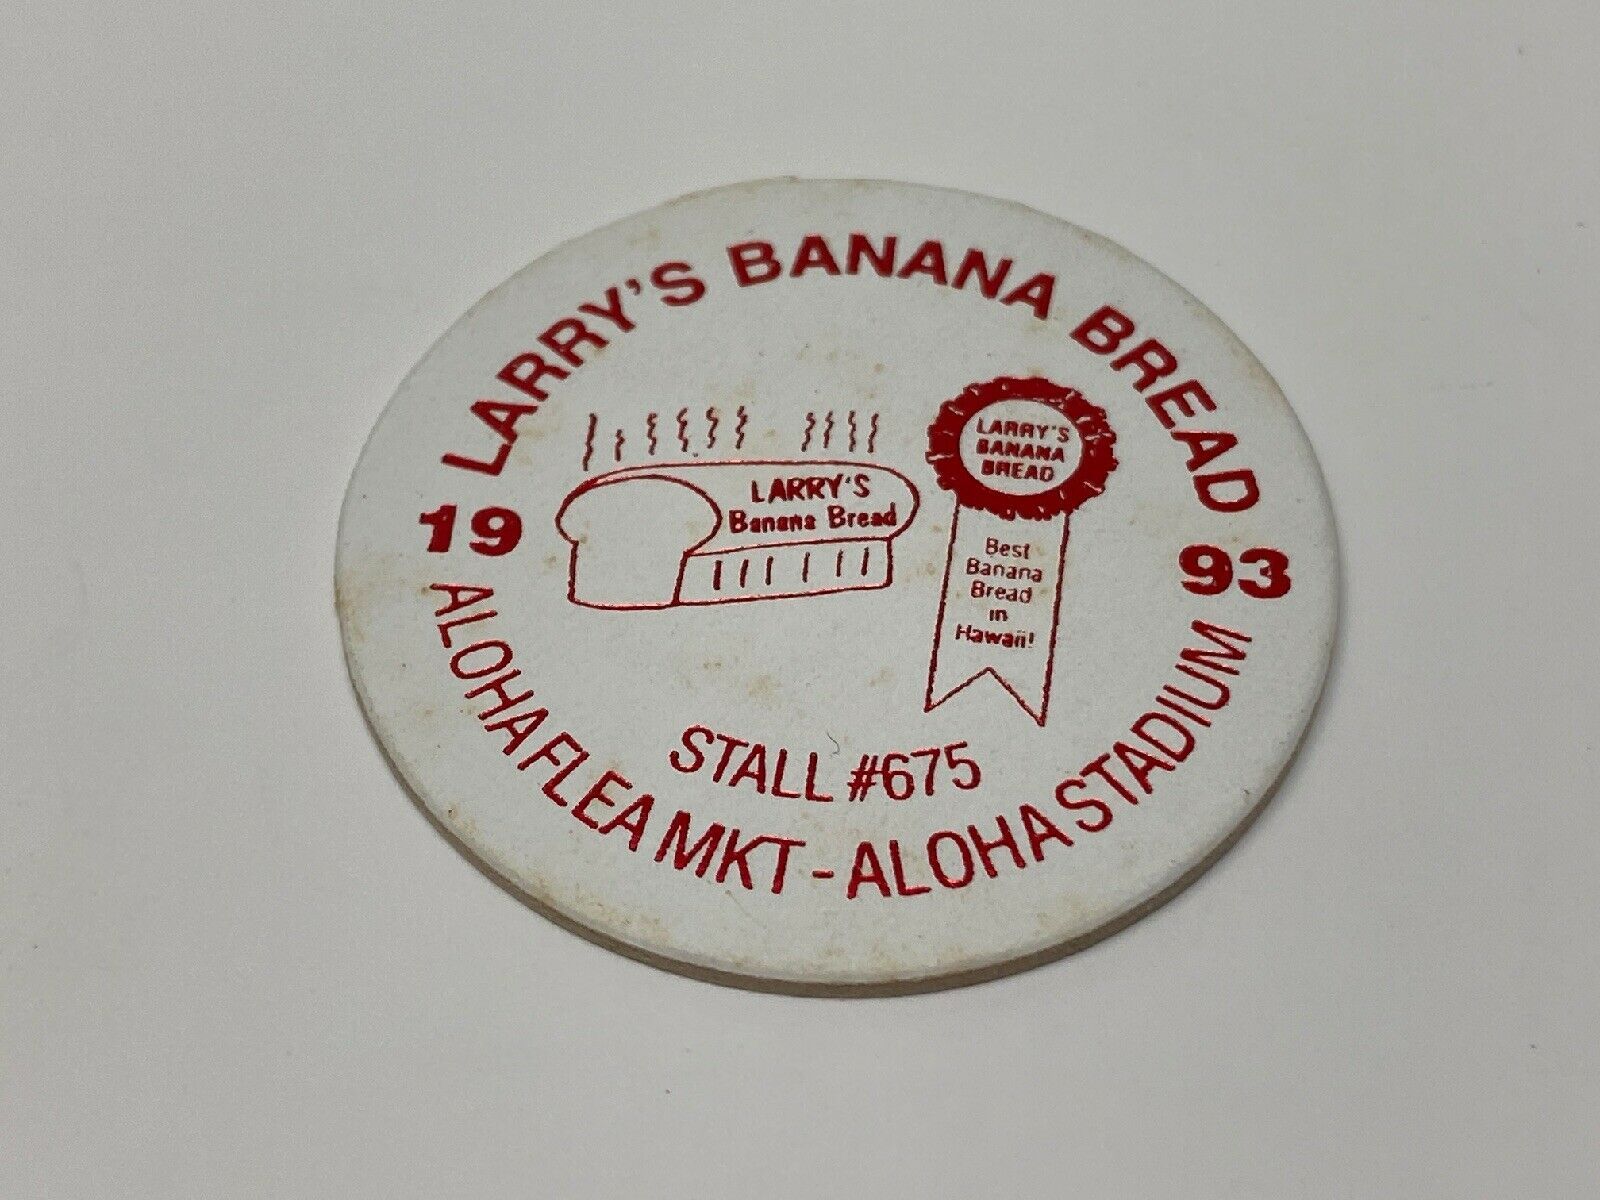 LARRY'S BANANA BREAD
19 93
LARRY'S
Banana Bread
LARRY'S
BANANA
BREAD
Best
Banana
Bread
in
Hawaii!
STALL #675
ALOHA FLEA MKT - ALOHA STADIUM